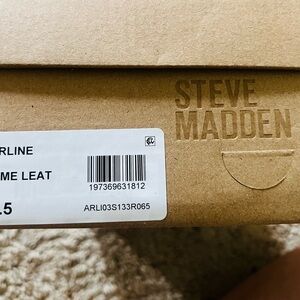 STEVE
MADDEN
RLINE
ME LEAT
197369631812
.5
ARLI03S133R065